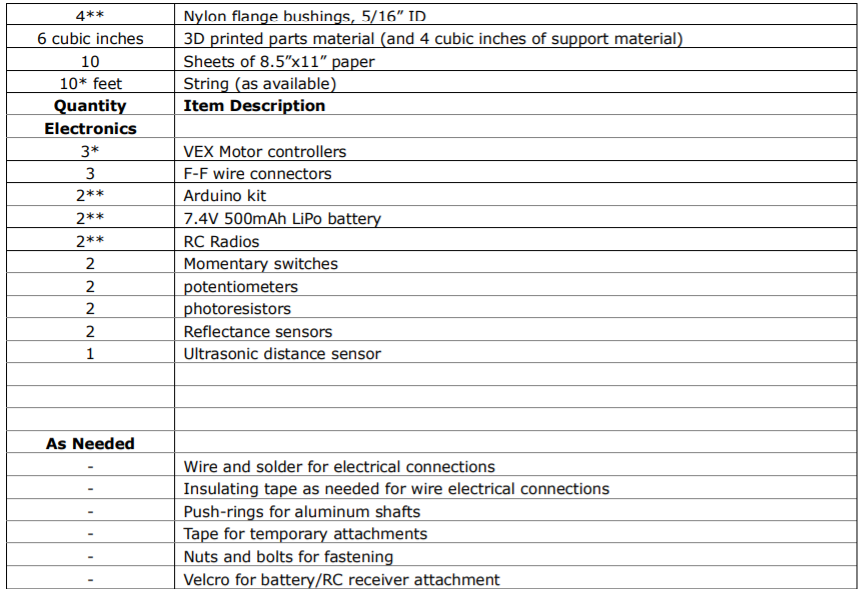 4** Nylon flange bushings, 5/16” ID
6 cubic inches 3D printed parts material (and 4 cubic inches of support material)
10 Sheets of 8.5”x11” paper
10* feet String (as available)
Quantity Item Description
Electronics
3* VEX Motor controllers
3 F-F wire connectors
2** Arduino kit
2** 7.4V 500mAh LiPo battery
2** RC Radios
2 Momentary switches
2 potentiometers
2 photoresistors
2 Reflectance sensors
1 Ultrasonic distance sensor
As Needed
- Wire and solder for electrical connections
- Insulating tape as needed for wire electrical connections
- Push-rings for aluminum shafts
- Tape for temporary attachments
- Nuts and bolts for fastening
- Velcro for battery/RC receiver attachment